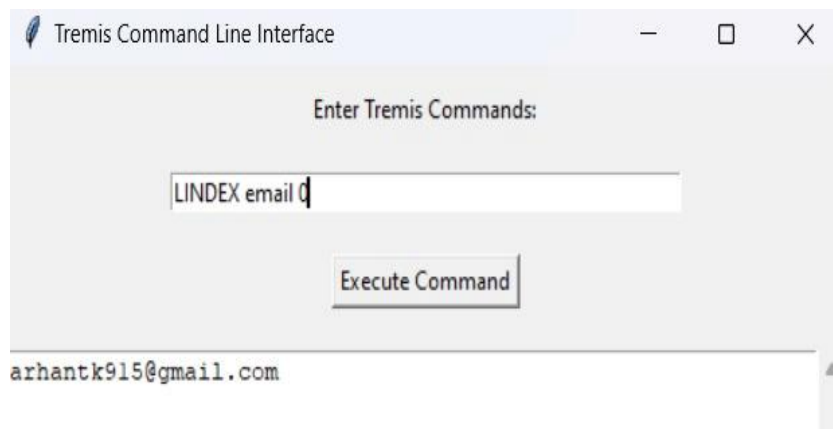 Tremis Command Line Interface
Enter Tremis Commands:
LINDEX email 0
Execute Command
arhantk915@gmail.com